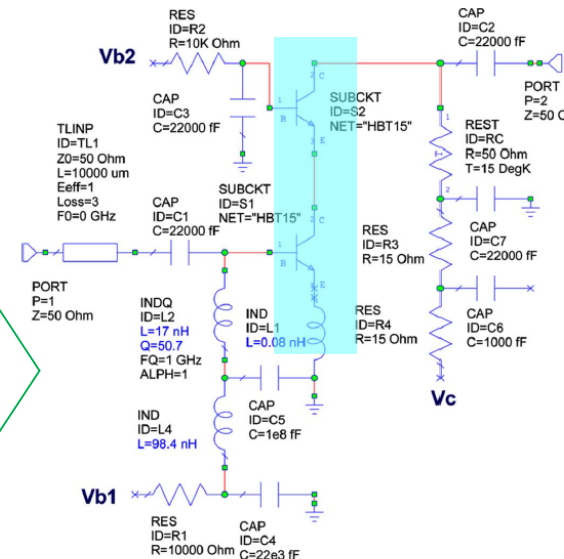 RES
ID=R2
R=10K Ohm
Vb2
CAP
ID=C2
C=22000 fF
CAP
ID=C3
C=22000 fF
1
B
2
C
E
SUBCKT
ID=S2
NET="HBT15"
PORT
P=2
Z=50 O
1
REST
ID=RC
R=50 Ohm
T=15 DegK
2
TLINP
ID=TL1
Z0=50 Ohm
L=10000 um
Eeff=1
Loss=3
F0=0 GHz
CAP
ID=C1
C=22000 fF
SUBCKT
ID=S1
NET="HBT15"
1
B
2
C
E
RES
ID=R3
R=15 Ohm
CAP
ID=C7
C=22000 fF
PORT
P=1
Z=50 Ohm
INDQ
ID=L2
L=17 nH
Q=50.7
FQ=1 GHz
ALPH=1
IND
ID=L1
L=0.08 nH
RES
ID=R4
R=15 Ohm
CAP
ID=C6
C=1000 fF
Vc
IND
ID=L4
L=98.4 nH
CAP
ID=C5
C=1e8 fF
Vb1
RES
ID=R1
R=10000 Ohm
CAP
ID=C4
C=22e3 fF